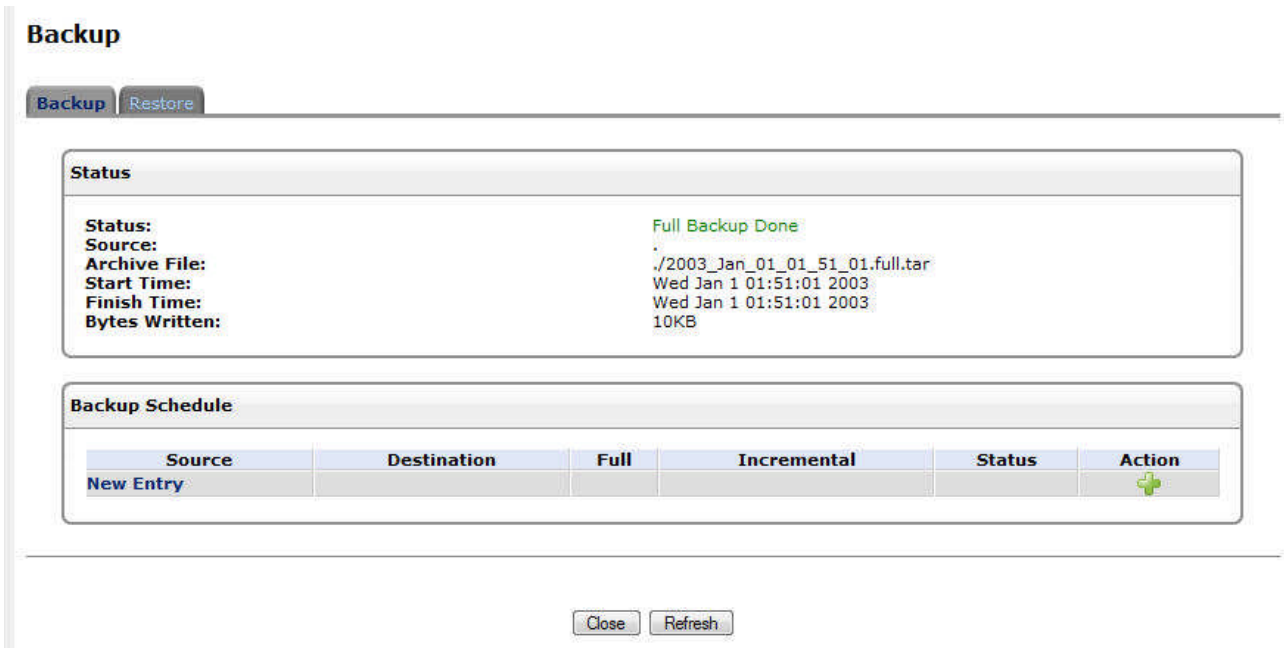 Backup
Backup Restore
Status
Status: Full Backup Done
Source: .
Archive File: ./2003_Jan_01_01_51_01.full.tar
Start Time: Wed Jan 1 01:51:01 2003
Finish Time: Wed Jan 1 01:51:01 2003
Bytes Written: 10KB
Backup Schedule
Source Destination Full Incremental Status Action
New Entry
Close Refresh